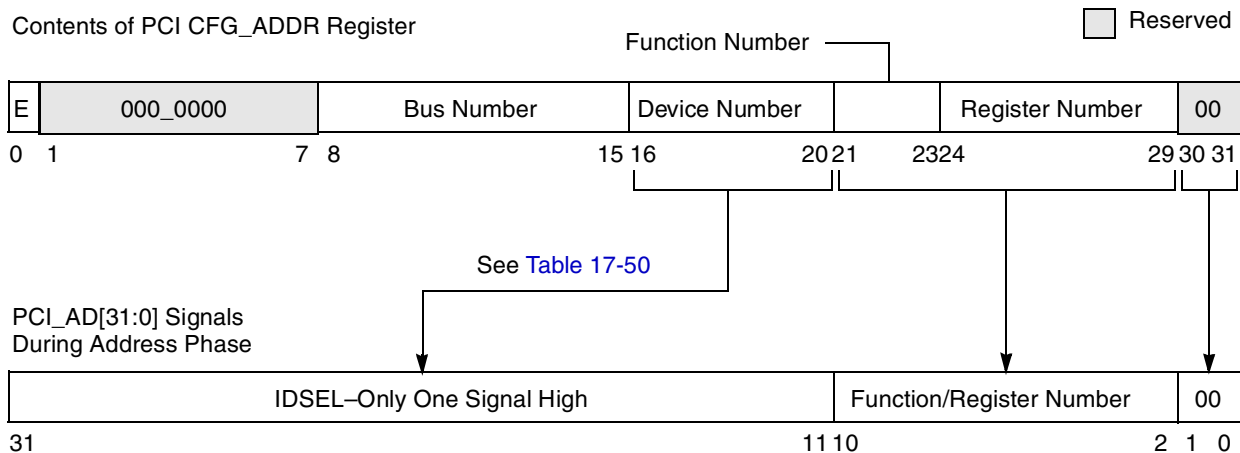 Contents of PCI CFG_ADDR Register
Reserved
Function Number
E 000_0000 Bus Number Device Number Register Number 00
0 1 7 8 15 16 20 21 23 24 29 30 31
See Table 17-50
PCI_AD[31:0] Signals
During Address Phase
IDSEL–Only One Signal High Function/Register Number 00
31 11 10 2 1 0